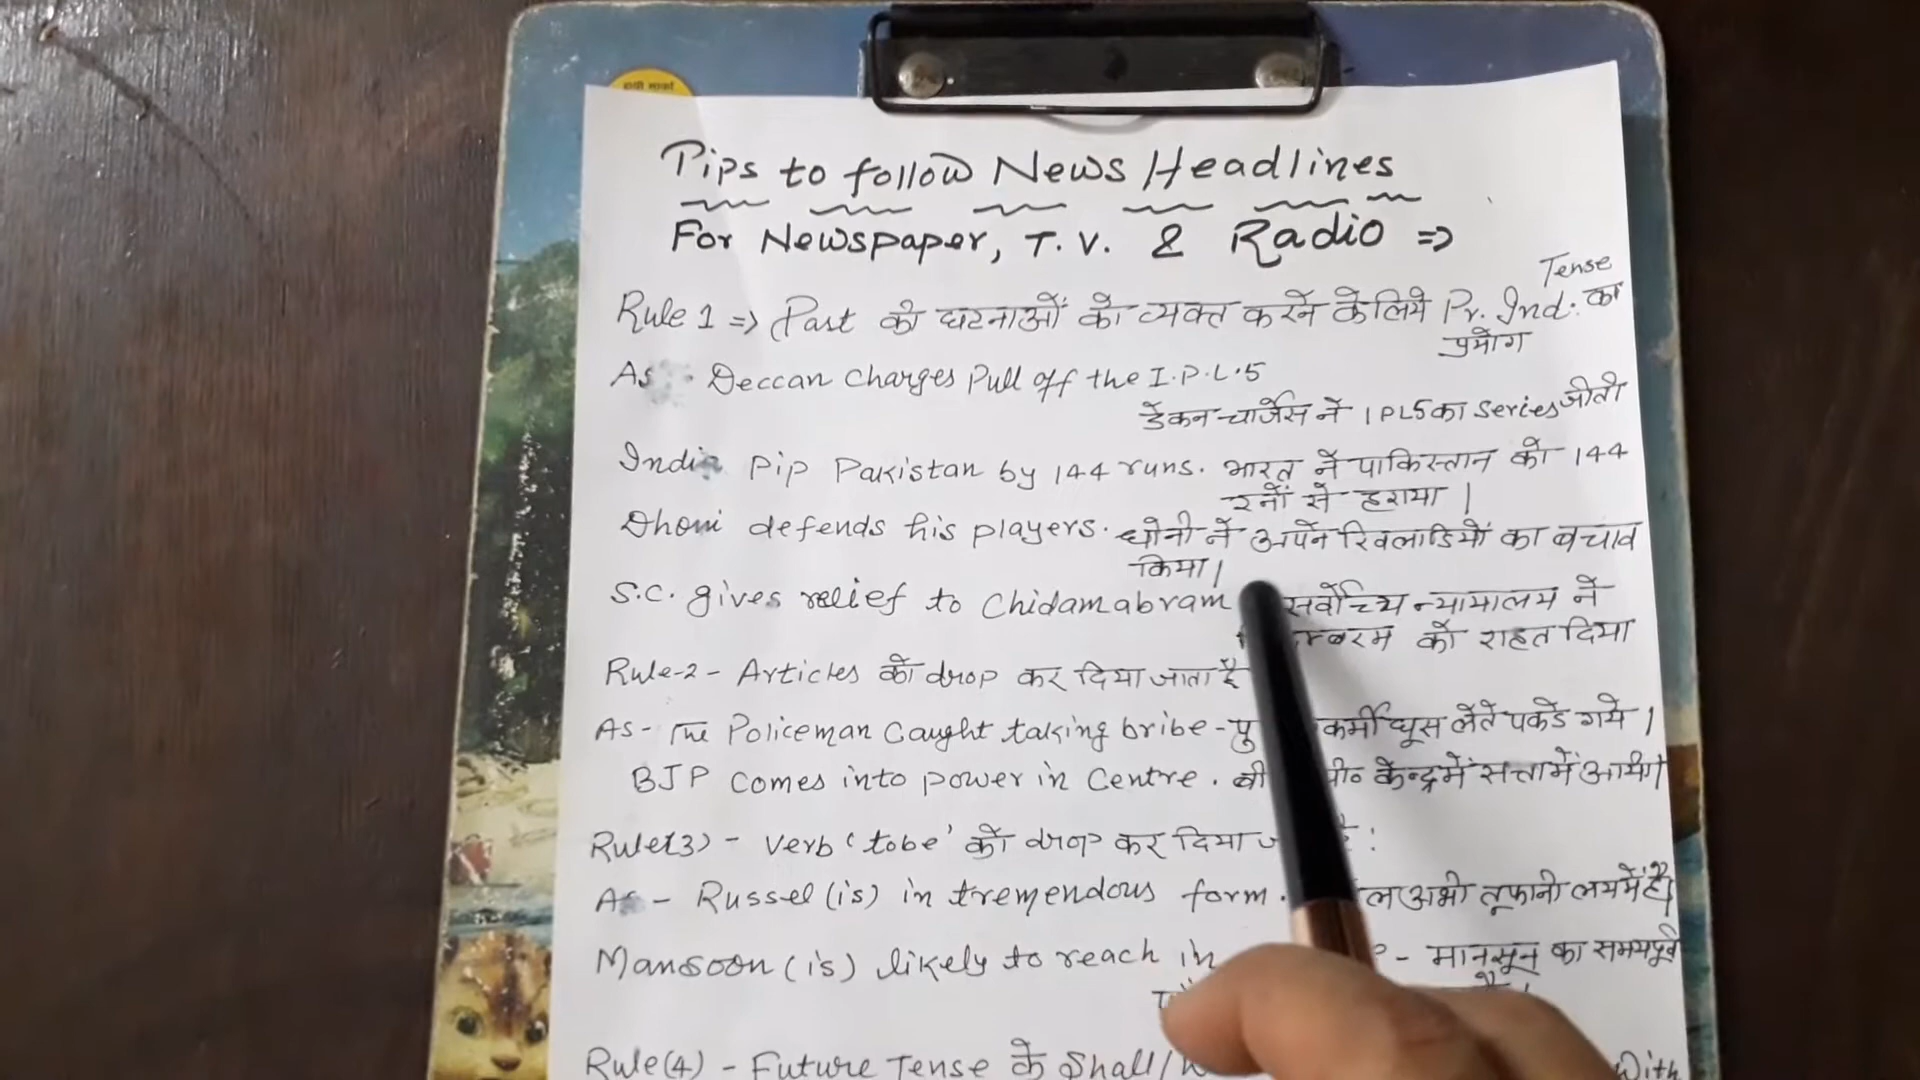 हाथी मार्का
Pips to follow News Headlines
For Newspaper, T.V. & Radio =>
Tense
Rule 1 => Past की घटनाओं को व्यक्त करने के लिये Pr. Ind. का
प्रयोग
As - Deccan Charges Pull off the I.P.L.5
डेकन-चार्जेस ने IPL5 का Series जीती
India Pip Pakistan by 144 runs. भारत ने पाकिस्तान को 144
रनों से हराया।
Dhoni defends his players. धोनी ने अपने खिलाडियों का बचाव
किया।
S.C. gives relief to Chidamabram सर्वोच्य न्यायालय ने
म्बरम को राहत दिया
Rule-2 - Articles को drop कर दिया जाता है
As - The Policeman Caught taking bribe - पु कर्मी घूस लेते पकडे गये।
BJP Comes into power in Centre. बी पी० केन्द्र में सत्ता में आयी।
Rule(3) - Verb 'tobe' को drop कर दिया ज है:
As - Russel (is) in tremendous form. ल अभी तूफानी लय में है।
Mansoon (is) likely to reach in P - मानसून का समयपूर्व
Rule(4) - Future Tense के Shall/W With